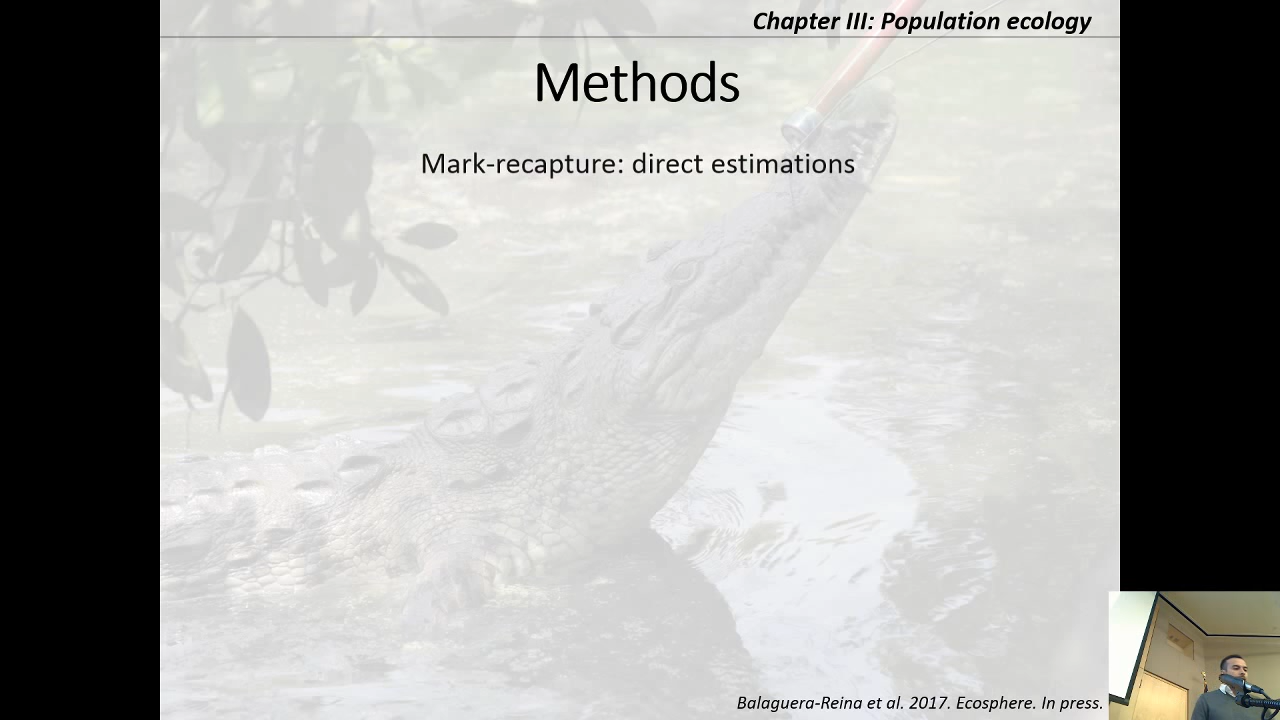 Chapter III: Population ecology
Methods
Mark-recapture: direct estimations
Balaguera-Reina et al. 2017. Ecosphere. In press.